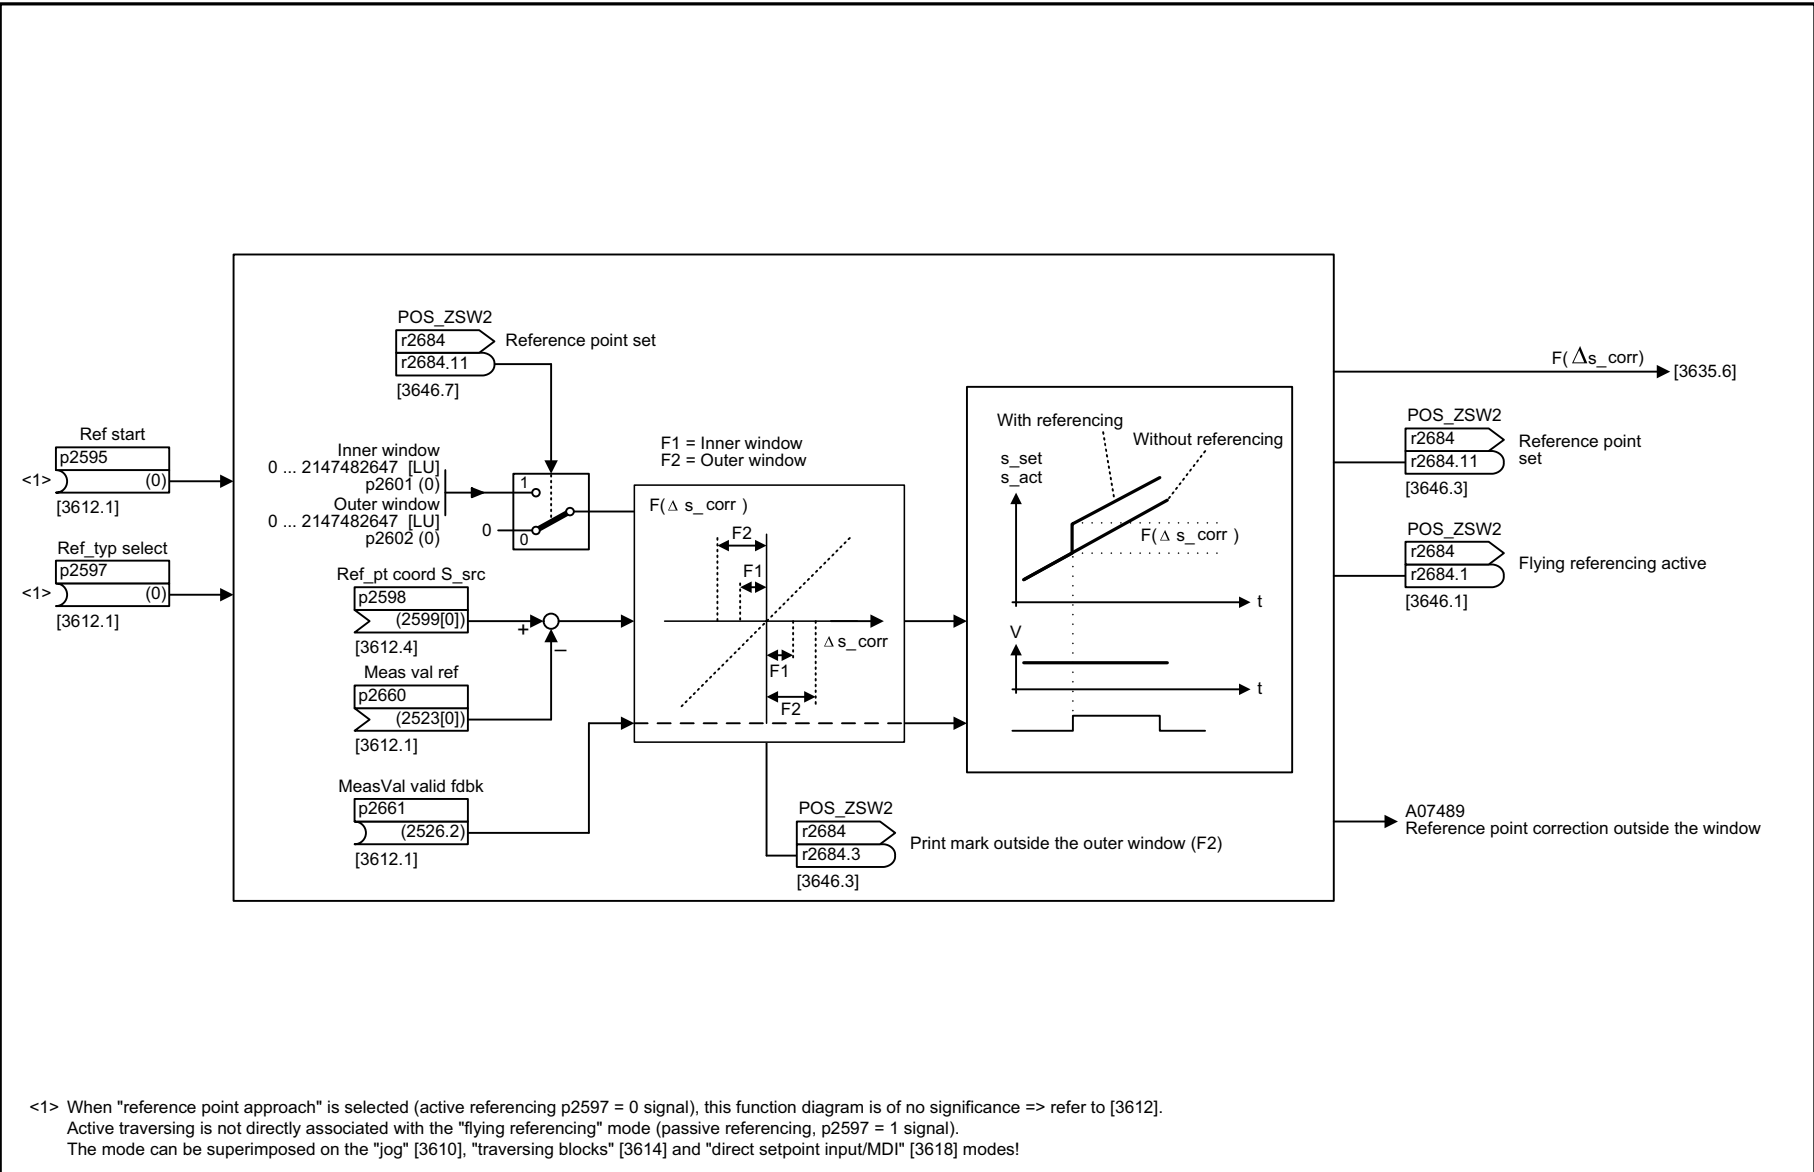 POS_ZSW2
r2684
Reference point set
r2684.11
[3646.7]
F(Δs_corr)
[3635.6]
POS_ZSW2
r2684
Reference point
set
r2684.11
[3646.3]
POS_ZSW2
r2684
Flying referencing active
r2684.1
[3646.1]
Ref start
p2595
<1>
(0)
[3612.1]
Ref_typ select
p2597
<1>
(0)
[3612.1]
Inner window
0 ... 2147482647 [LU]
p2601 (0)
Outer window
0 ... 2147482647 [LU]
p2602 (0)
1
0
0
F1 = Inner window
F2 = Outer window
Ref_pt coord S_src
p2598
(2599[0])
[3612.4]
+
–
Meas val ref
p2660
(2523[0])
[3612.1]
MeasVal valid fdbk
p2661
(2526.2)
[3612.1]
F(Δ s_corr )
F2
F1
Δ s_corr
F1
F2
With referencing
Without referencing
s_set
s_act
F(Δ s_corr )
t
V
t
POS_ZSW2
r2684
r2684.3
Print mark outside the outer window (F2)
[3646.3]
A07489
Reference point correction outside the window
<1> When "reference point approach" is selected (active referencing p2597 = 0 signal), this function diagram is of no significance => refer to [3612].
Active traversing is not directly associated with the "flying referencing" mode (passive referencing, p2597 = 1 signal).
The mode can be superimposed on the "jog" [3610], "traversing blocks" [3614] and "direct setpoint input/MDI" [3618] modes!